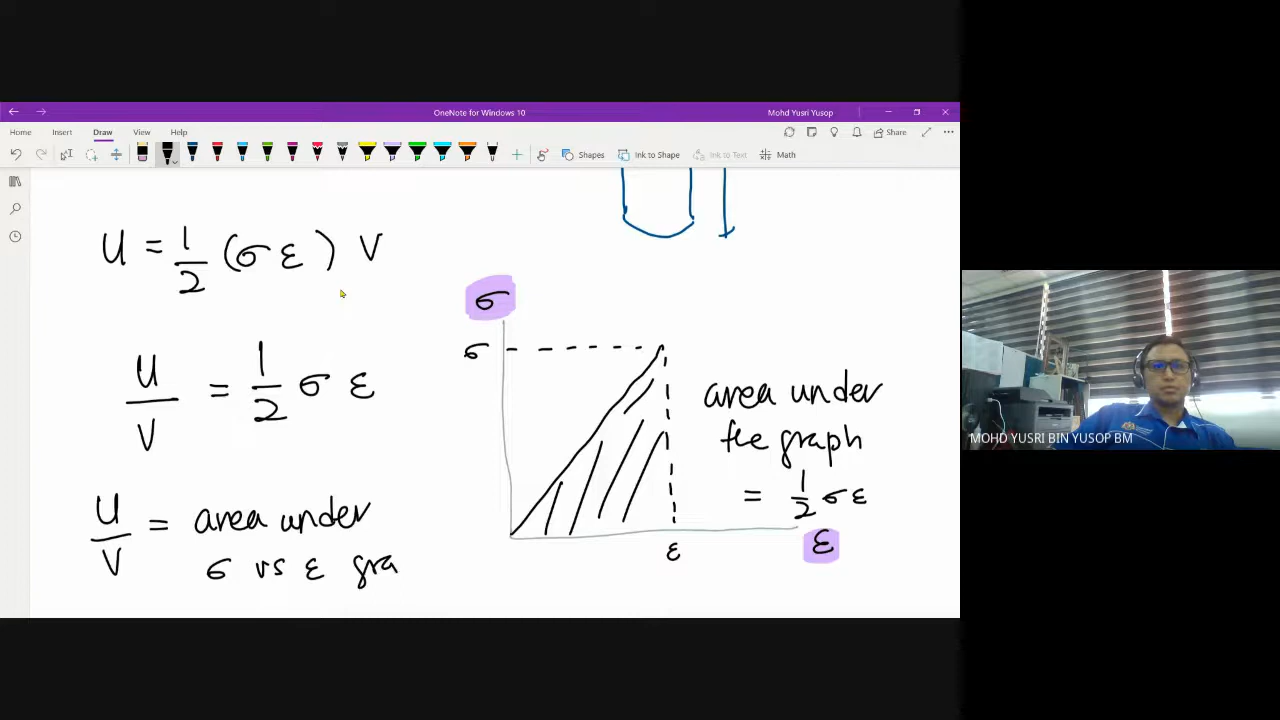 OneNote for Windows 10
Mohd Yusri Yusop
Home Insert Draw View Help
Share
Shapes Ink to Shape Ink to Text Math
U = 1/2 (σ ε) V
U/V = 1/2 σ ε
U/V = area under
σ vs ε gra
σ
σ
ε
ε
area under
the graph
= 1/2 σε
MOHD YUSRI BIN YUSOP BM